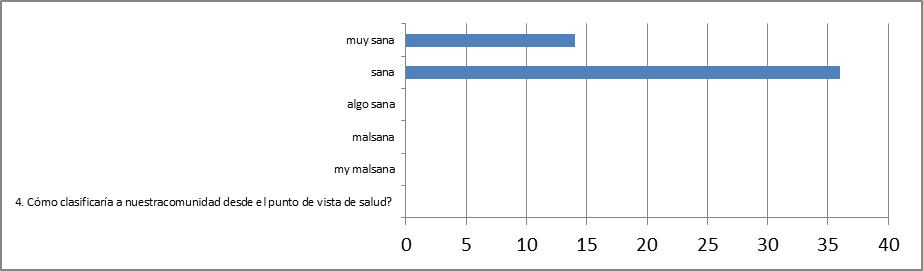 muy sana
sana
algo sana
malsana
my malsana
4. Cómo clasificaría a nuestracomunidad desde el punto de vista de salud?
0 5 10 15 20 25 30 35 40